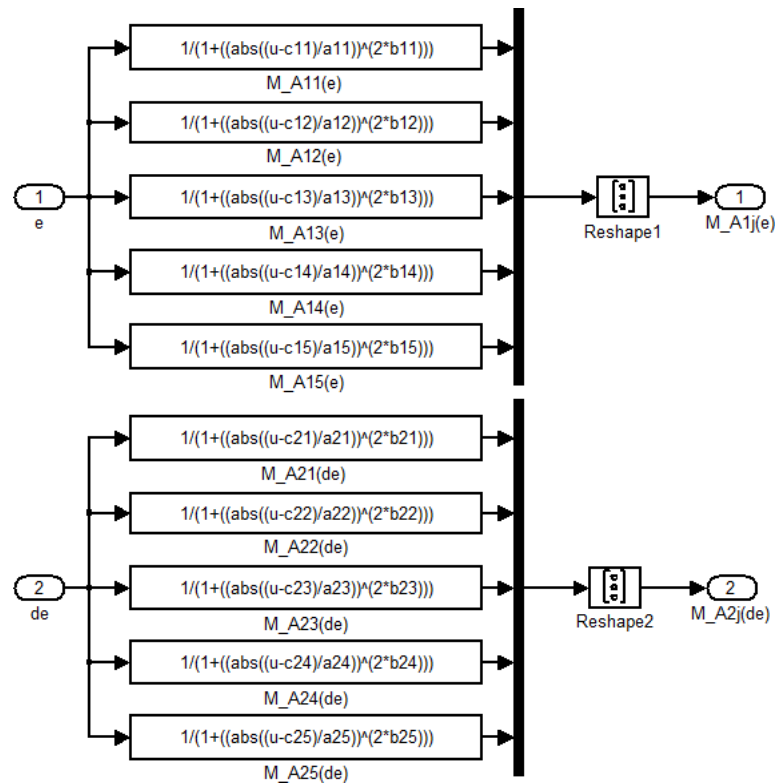 1/(1+((abs((u-c11)/a11))^(2*b11)))
M_A11(e)
1/(1+((abs((u-c12)/a12))^(2*b12)))
M_A12(e)
1
e
1/(1+((abs((u-c13)/a13))^(2*b13)))
M_A13(e)
Reshape1
1
M_A1j(e)
1/(1+((abs((u-c14)/a14))^(2*b14)))
M_A14(e)
1/(1+((abs((u-c15)/a15))^(2*b15)))
M_A15(e)
1/(1+((abs((u-c21)/a21))^(2*b21)))
M_A21(de)
1/(1+((abs((u-c22)/a22))^(2*b22)))
M_A22(de)
2
de
1/(1+((abs((u-c23)/a23))^(2*b23)))
M_A23(de)
Reshape2
2
M_A2j(de)
1/(1+((abs((u-c24)/a24))^(2*b24)))
M_A24(de)
1/(1+((abs((u-c25)/a25))^(2*b25)))
M_A25(de)